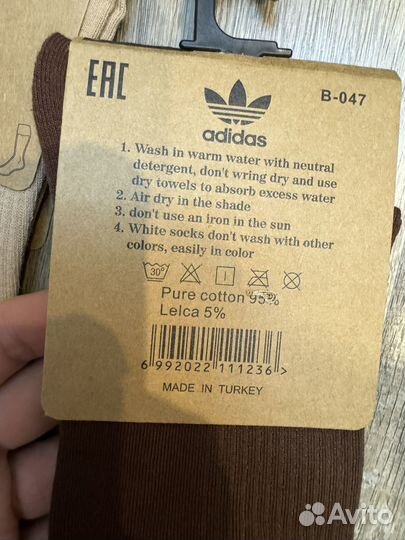 EAC
B-047
adidas
1. Wash in warm water with neutral
detergent, don't wring dry and use
dry towels to absorb excess water
2. Air dry in the shade
3. don't use an iron in the sun
4. White socks don't wash with other
colors, easily in color
30°
Pure cotton 95%
Lelca 5%
6 992022 111236 >
MADE IN TURKEY
Avito